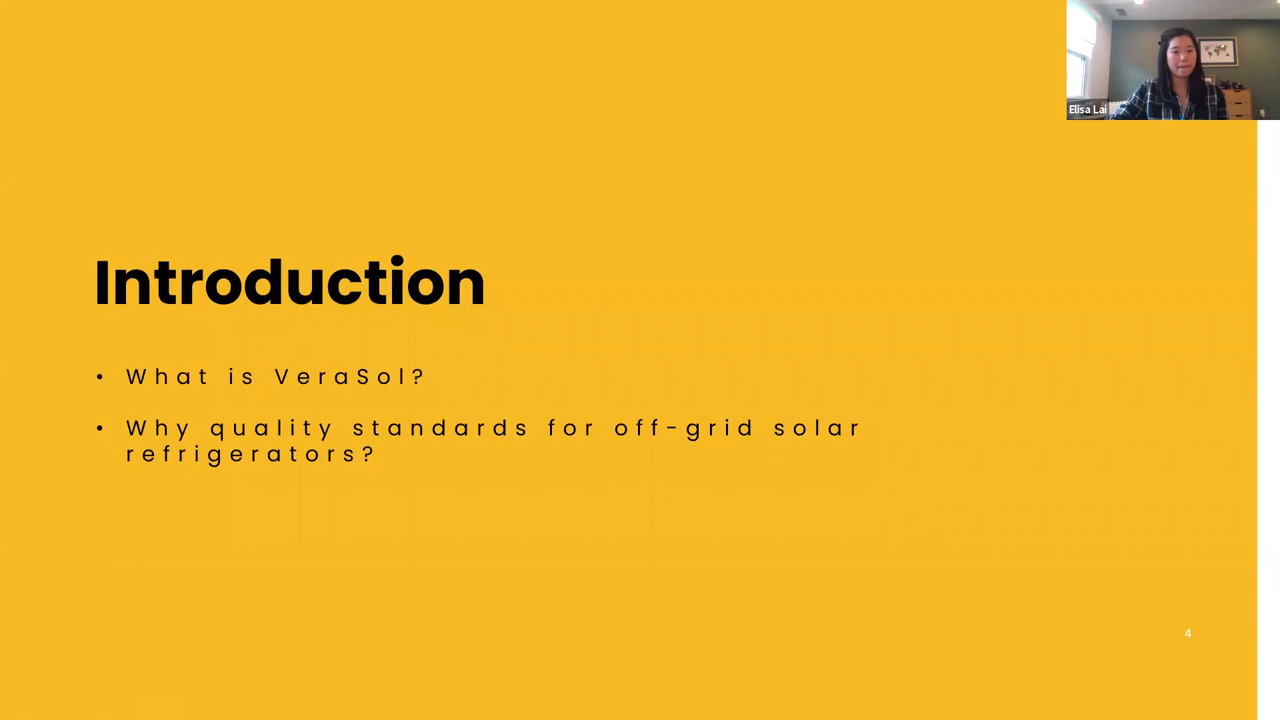 Elisa Lai
Introduction
• What is VeraSol?
• Why quality standards for off-grid solar
refrigerators?
4